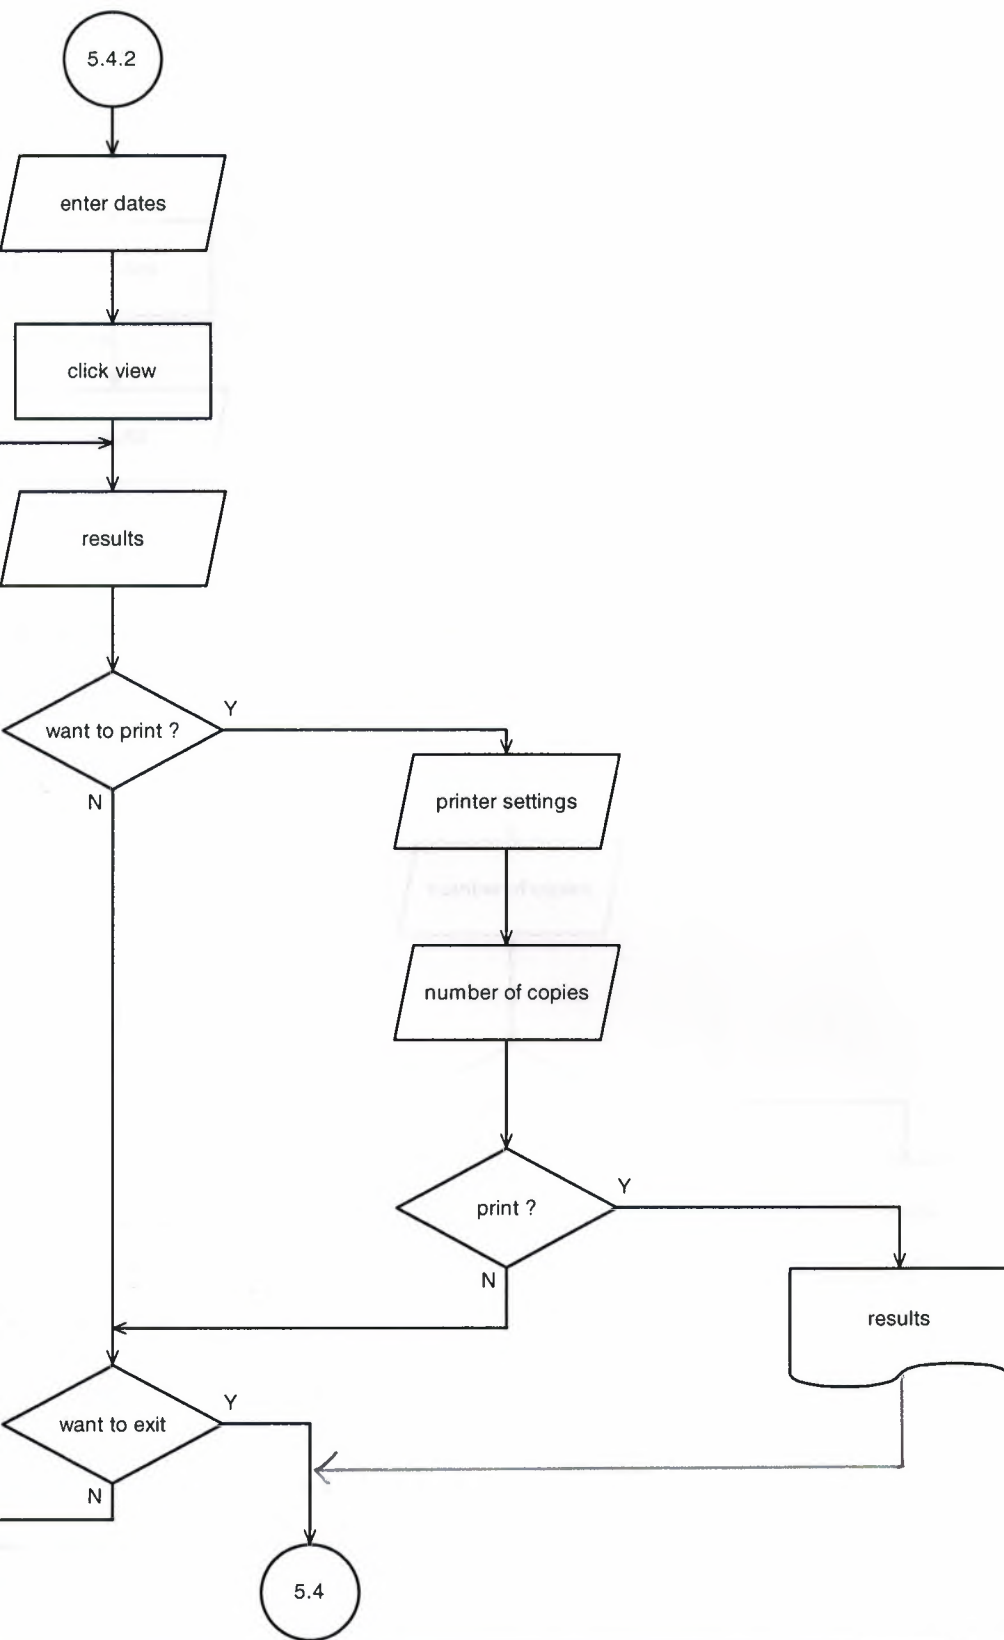 5.4.2
enter dates
click view
results
want to print ?
Y
N
printer settings
number of copies
print ?
Y
N
results
want to exit
Y
N
5.4